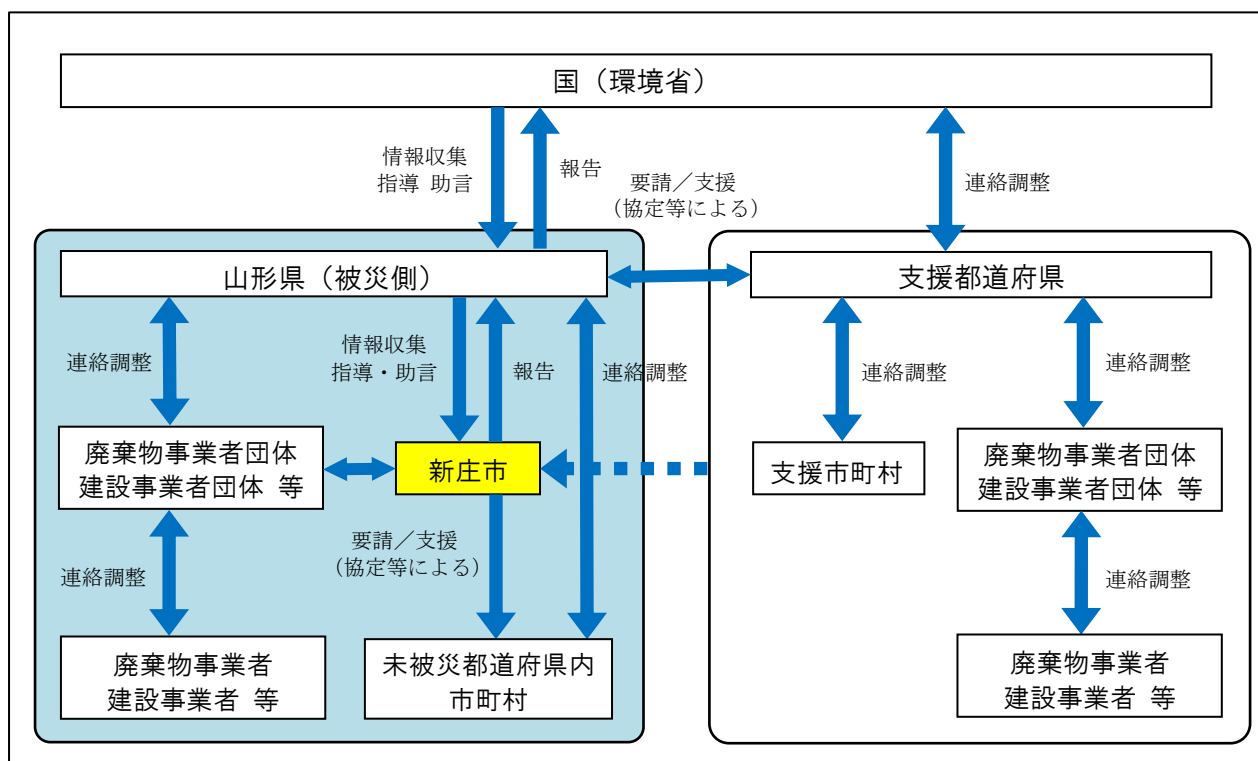 国（環境省）
情報収集
指導 助言
報告
要請／支援
（協定等による）
連絡調整
山形県（被災側）
支援都道府県
連絡調整
情報収集
指導・助言
報告
連絡調整
連絡調整
連絡調整
廃棄物事業者団体
建設事業者団体 等
新庄市
支援市町村
廃棄物事業者団体
建設事業者団体 等
要請／支援
（協定等による）
連絡調整
連絡調整
廃棄物事業者
建設事業者 等
未被災都道府県内
市町村
廃棄物事業者
建設事業者 等